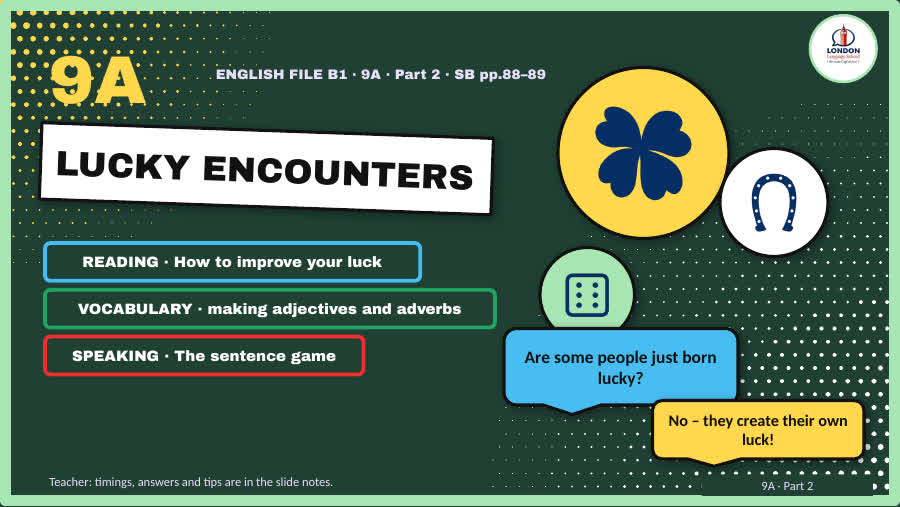 9A
ENGLISH FILE B1 · 9A · Part 2 · SB pp.88–89
LONDON
Language School
LUCKY ENCOUNTERS
READING · How to improve your luck
VOCABULARY · making adjectives and adverbs
SPEAKING · The sentence game
Are some people just born
lucky?
No – they create their own
luck!
Teacher: timings, answers and tips are in the slide notes.
9A · Part 2